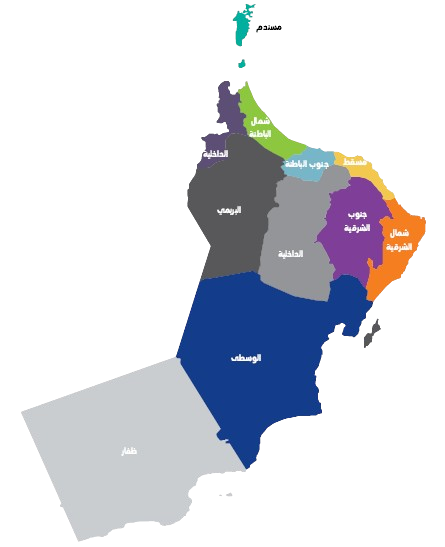 مسندم
شمال
الباطنة
الداخلية
جنوب الباطنة
مسقط
البريمي
جنوب
الشرقية
شمال
الشرقية
الداخلية
الوسطى
ظفار